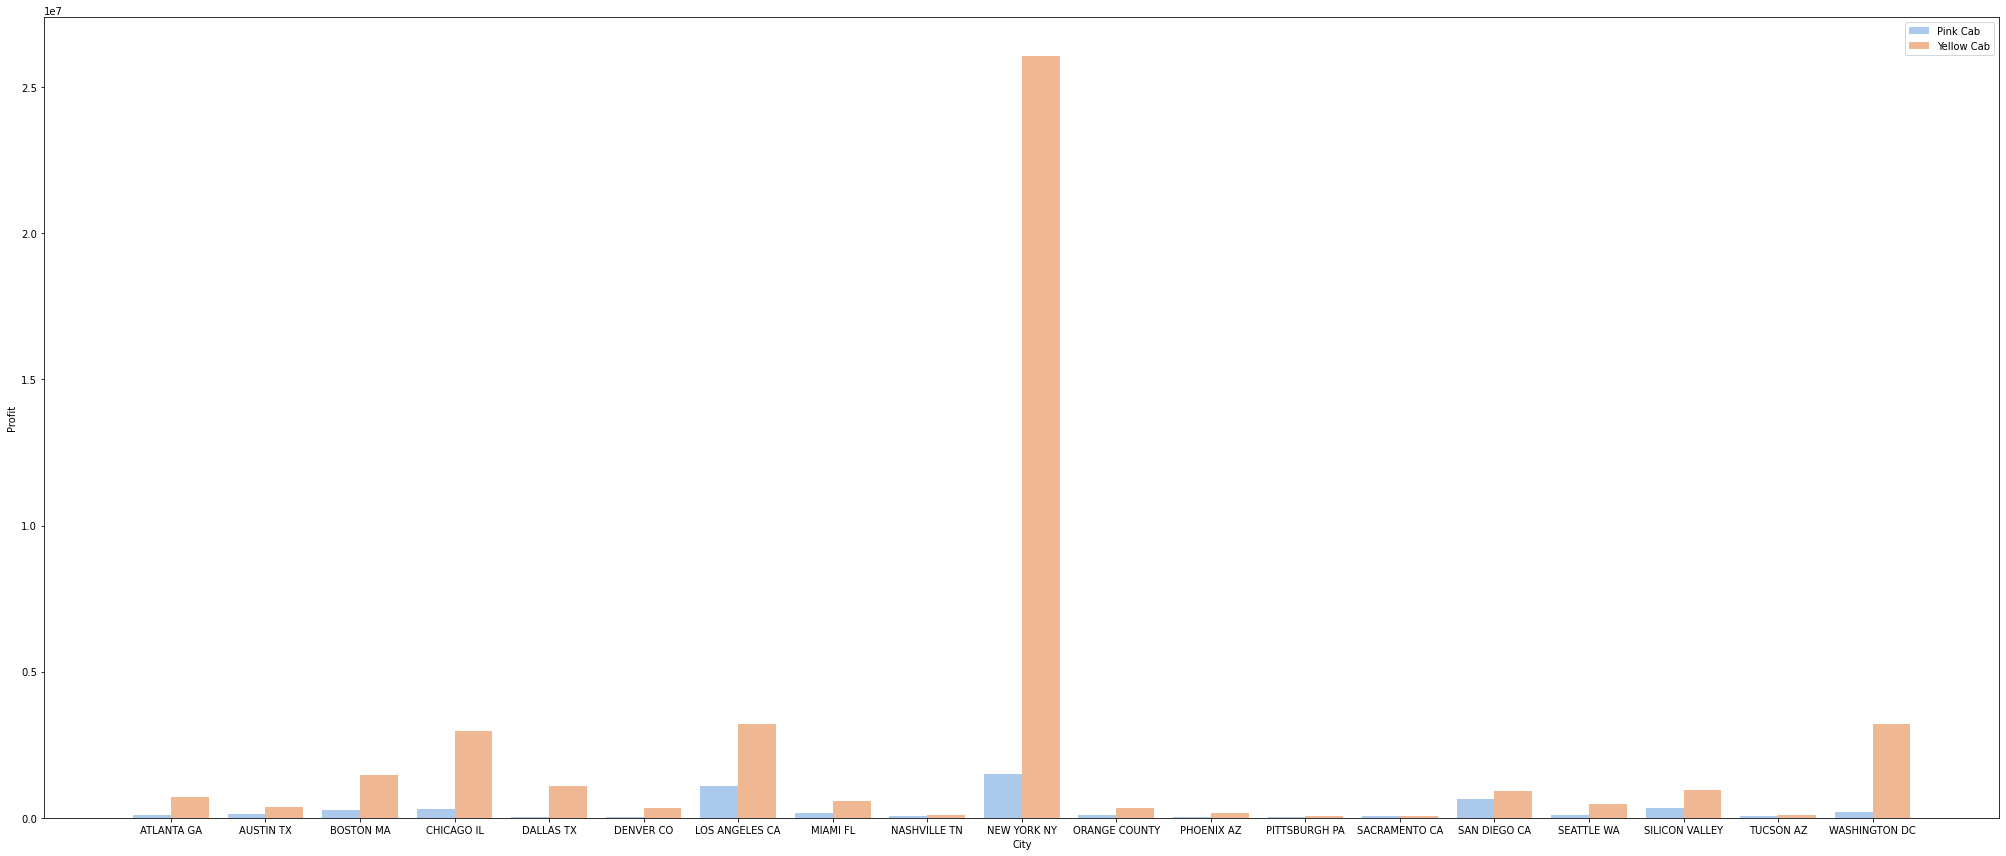 1e7
Pink Cab
Yellow Cab
2.5
2.0
1.5
1.0
0.5
0.0
Profit
ATLANTA GA AUSTIN TX BOSTON MA CHICAGO IL DALLAS TX DENVER CO LOS ANGELES CA MIAMI FL NASHVILLE TN NEW YORK NY ORANGE COUNTY PHOENIX AZ PITTSBURGH PA SACRAMENTO CA SAN DIEGO CA SEATTLE WA SILICON VALLEY TUCSON AZ WASHINGTON DC
City